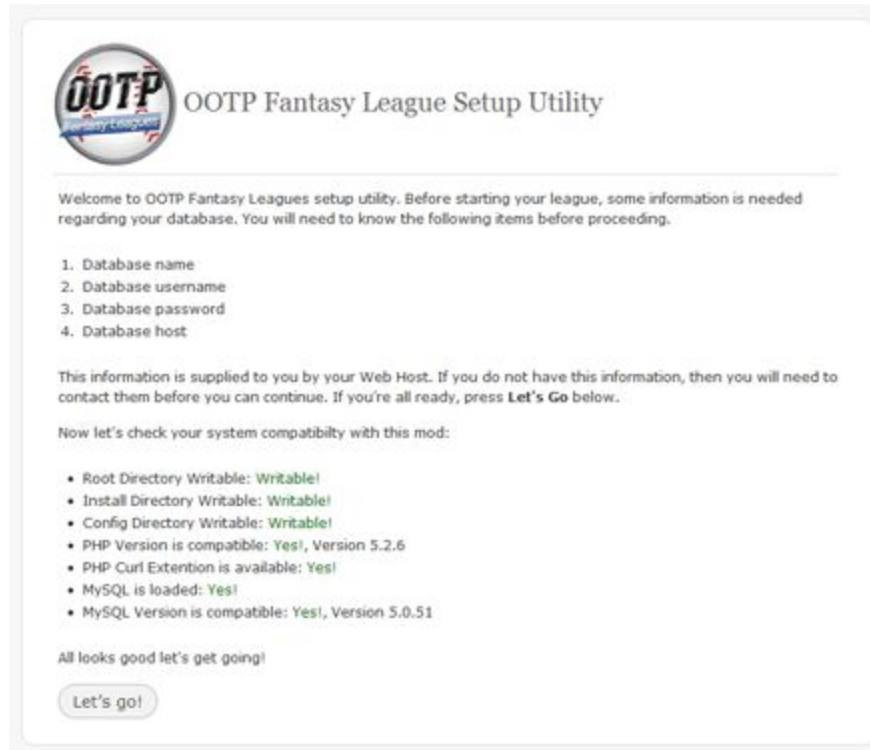 OOTP
Fantasy Leagues
OOTP Fantasy League Setup Utility
Welcome to OOTP Fantasy Leagues setup utility. Before starting your league, some information is needed
regarding your database. You will need to know the following items before proceeding.
1. Database name
2. Database username
3. Database password
4. Database host
This information is supplied to you by your Web Host. If you do not have this information, then you will need to
contact them before you can continue. If you're all ready, press Let's Go below.
Now let's check your system compatibilty with this mod:
• Root Directory Writable: Writable!
• Install Directory Writable: Writable!
• Config Directory Writable: Writable!
• PHP Version is compatible: Yes!, Version 5.2.6
• PHP Curl Extention is available: Yes!
• MySQL is loaded: Yes!
• MySQL Version is compatible: Yes!, Version 5.0.51
All looks good let's get going!
Let's go!